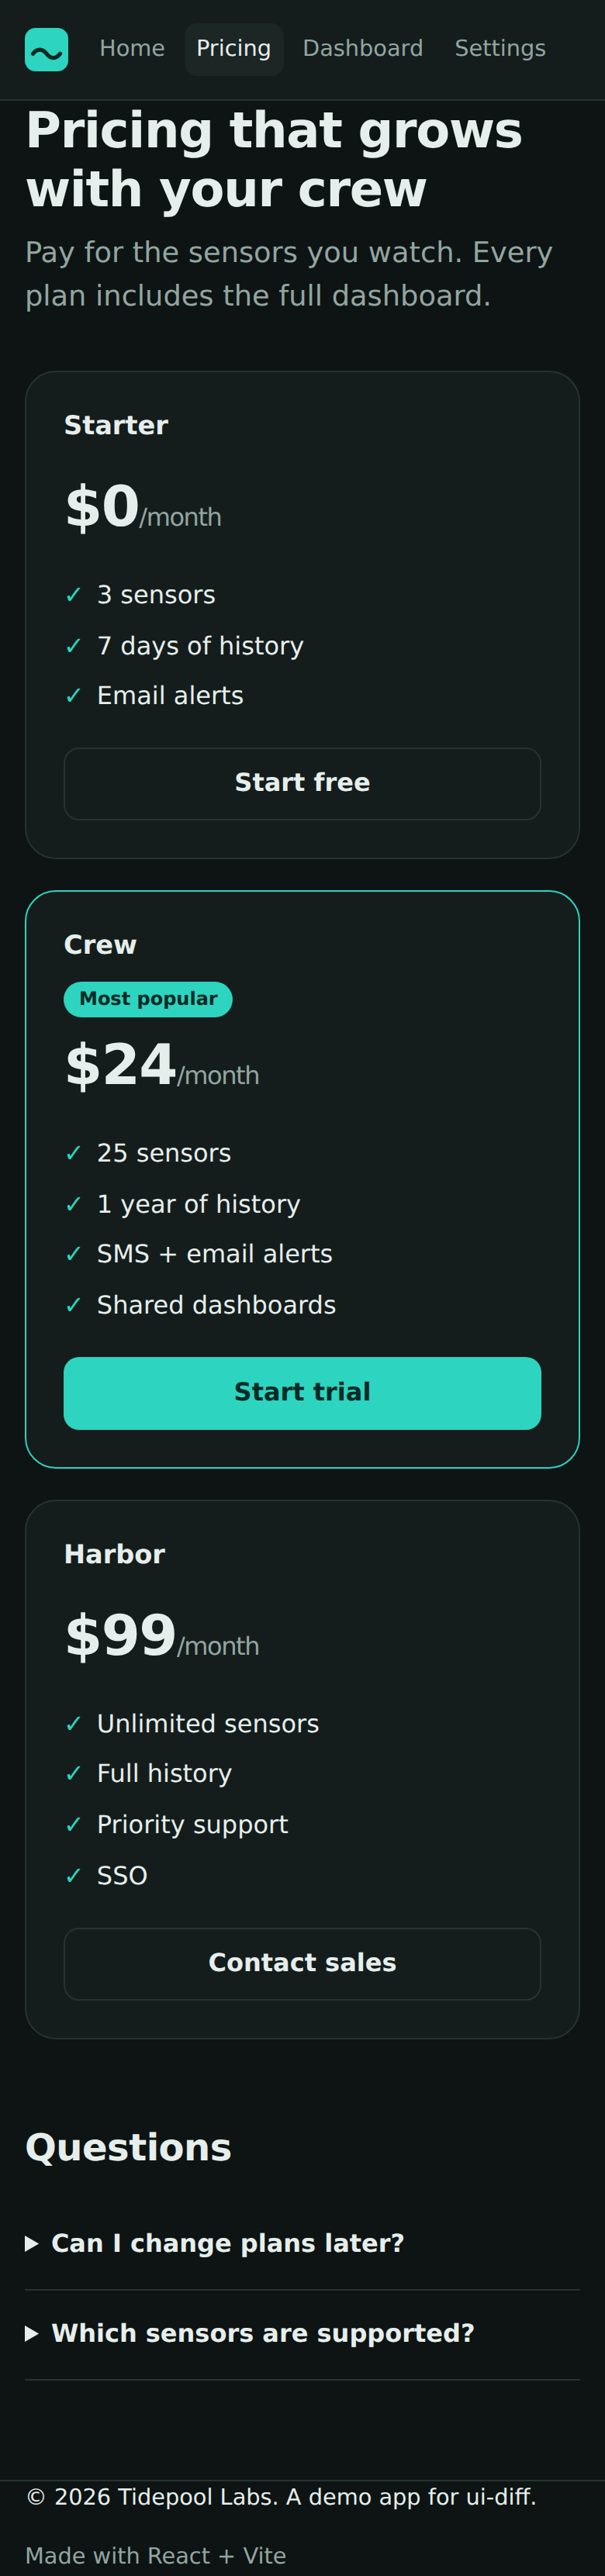 Home Pricing Dashboard Settings
Pricing that grows
with your crew
Pay for the sensors you watch. Every
plan includes the full dashboard.
Starter
$0/month
✓ 3 sensors
✓ 7 days of history
✓ Email alerts
Start free
Crew
Most popular
$24/month
✓ 25 sensors
✓ 1 year of history
✓ SMS + email alerts
✓ Shared dashboards
Start trial
Harbor
$99/month
✓ Unlimited sensors
✓ Full history
✓ Priority support
✓ SSO
Contact sales
Questions
Can I change plans later?
Which sensors are supported?
© 2026 Tidepool Labs. A demo app for ui-diff.
Made with React + Vite